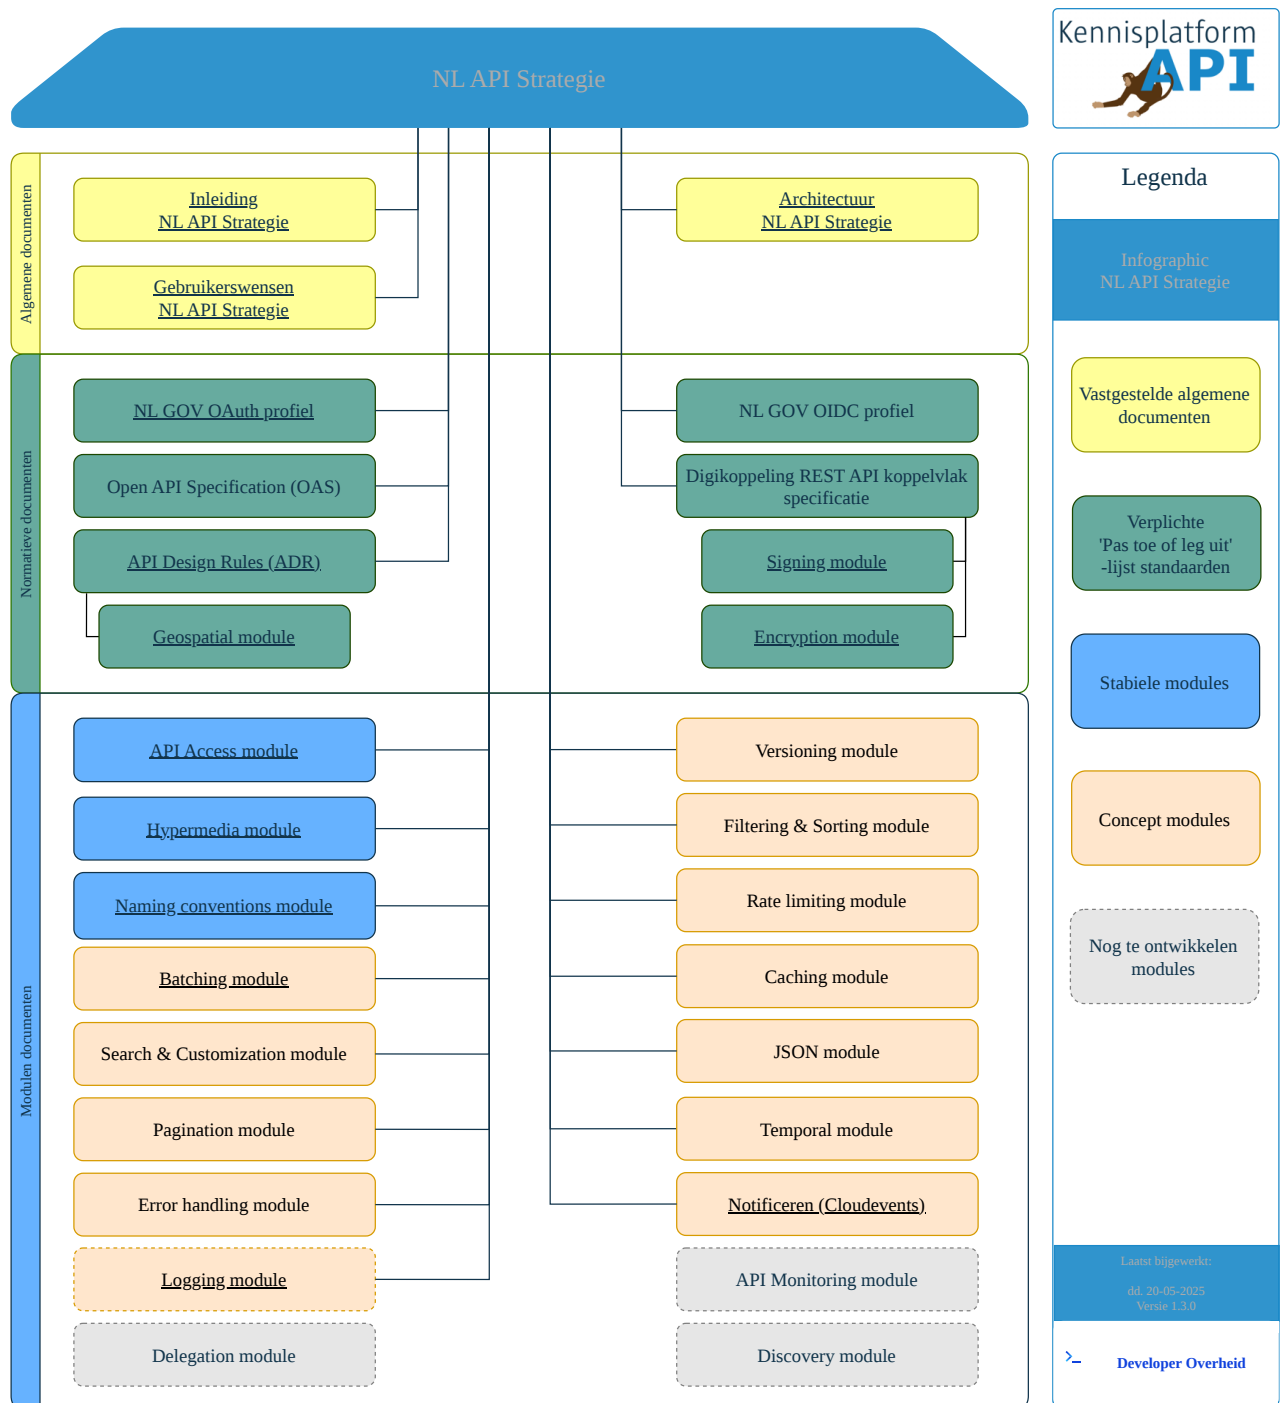 NL API Strategie
Kennisplatform
API
Algemene documenten
Inleiding
NL API Strategie
Architectuur
NL API Strategie
Gebruikerswensen
NL API Strategie
Normatieve documenten
NL GOV OAuth profiel
NL GOV OIDC profiel
Open API Specification (OAS)
Digikoppeling REST API koppelvlak
specificatie
API Design Rules (ADR)
Signing module
Geospatial module
Encryption module
Modulen documenten
API Access module
Versioning module
Hypermedia module
Filtering & Sorting module
Naming conventions module
Rate limiting module
Batching module
Caching module
Search & Customization module
JSON module
Pagination module
Temporal module
Error handling module
Notificeren (Cloudevents)
Logging module
API Monitoring module
Delegation module
Discovery module
Legenda
Infographic
NL API Strategie
Vastgestelde algemene
documenten
Verplichte
'Pas toe of leg uit'
-lijst standaarden
Stabiele modules
Concept modules
Nog te ontwikkelen
modules
Laatst bijgewerkt:
dd. 20-05-2025
Versie 1.3.0
Developer Overheid